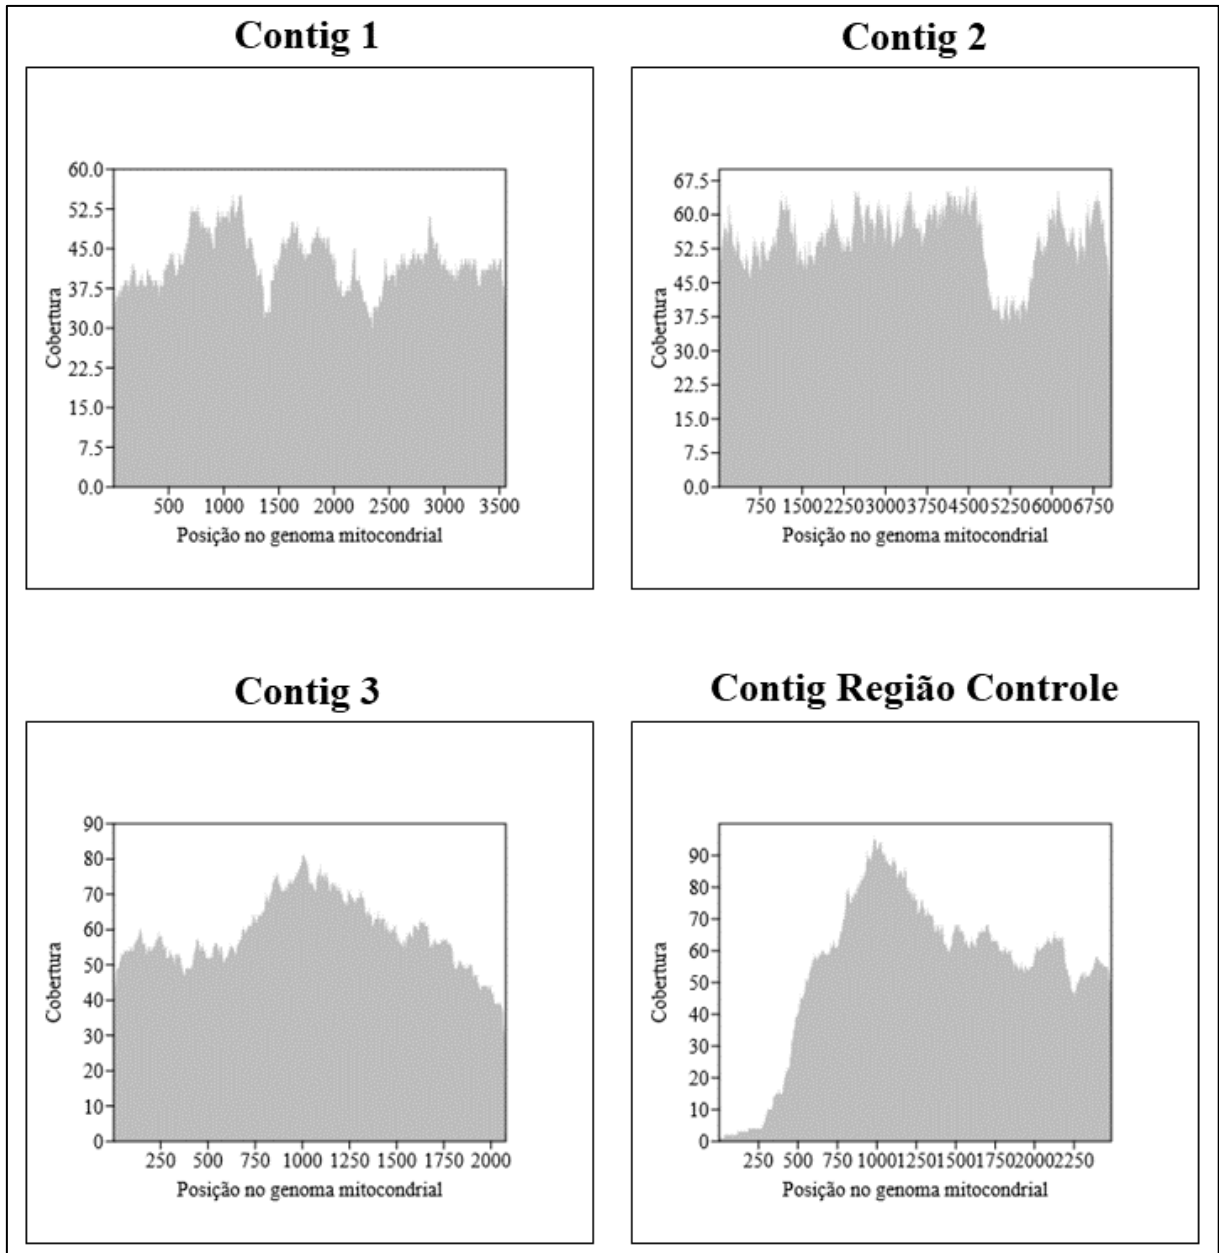 Contig 1
Contig 2
60.0
52.5
45.0
37.5
30.0
22.5
15.0
7.5
0.0
Cobertura
500 1000 1500 2000 2500 3000 3500
Posição no genoma mitocondrial
67.5
60.0
52.5
45.0
37.5
30.0
22.5
15.0
7.5
0.0
Cobertura
750 1500 2250 3000 3750 4500 5250 6000 6750
Posição no genoma mitocondrial
Contig 3
Contig Região Controle
90
80
70
60
50
40
30
20
10
0
Cobertura
250 500 750 1000 1250 1500 1750 2000
Posição no genoma mitocondrial
90
80
70
60
50
40
30
20
10
0
Cobertura
250 500 750 1000 1250 1500 1750 2000 2250
Posição no genoma mitocondrial